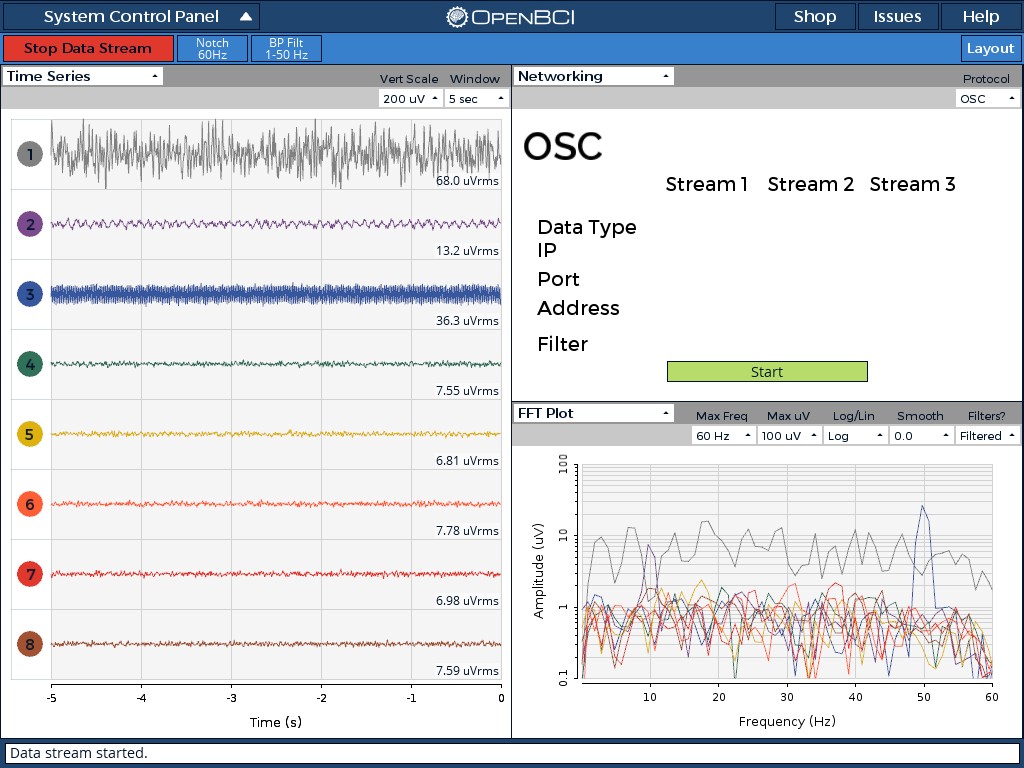 System Control Panel
OpenBCI
Shop
Issues
Help
Stop Data Stream
Notch
60Hz
BP Filt
1-50 Hz
Layout
Time Series
Vert Scale
Window
200 uV
5 sec
1
68.0 uVrms
2
13.2 uVrms
3
36.3 uVrms
4
7.55 uVrms
5
6.81 uVrms
6
7.78 uVrms
7
6.98 uVrms
8
7.59 uVrms
-5 -4 -3 -2 -1 0
Time (s)
Networking
Protocol
OSC
OSC
Stream 1 Stream 2 Stream 3
Data Type
IP
Port
Address
Filter
Start
FFT Plot
Max Freq Max uV Log/Lin Smooth Filters?
60 Hz 100 uV Log 0.0 Filtered
100
10
1
0.1
Amplitude (uV)
10 20 30 40 50 60
Frequency (Hz)
Data stream started.